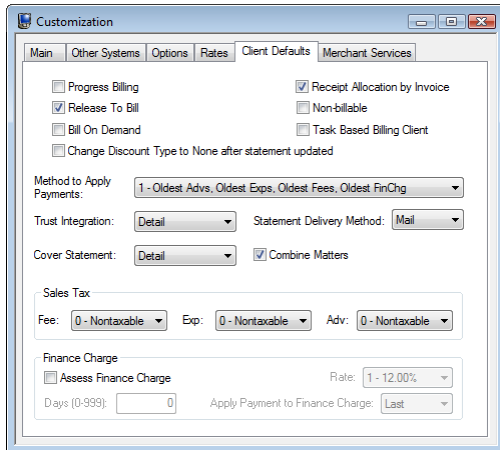 Customization
Main Other Systems Options Rates Client Defaults Merchant Services
Progress Billing Receipt Allocation by Invoice
Release To Bill Non-billable
Bill On Demand Task Based Billing Client
Change Discount Type to None after statement updated
Method to Apply
Payments: 1 - Oldest Advs, Oldest Exps, Oldest Fees, Oldest FinChg
Trust Integration: Detail Statement Delivery Method: Mail
Cover Statement: Detail Combine Matters
Sales Tax
Fee: 0 - Nontaxable Exp: 0 - Nontaxable Adv: 0 - Nontaxable
Finance Charge
Assess Finance Charge Rate: 1 - 12.00%
Days (0-999): 0 Apply Payment to Finance Charge: Last